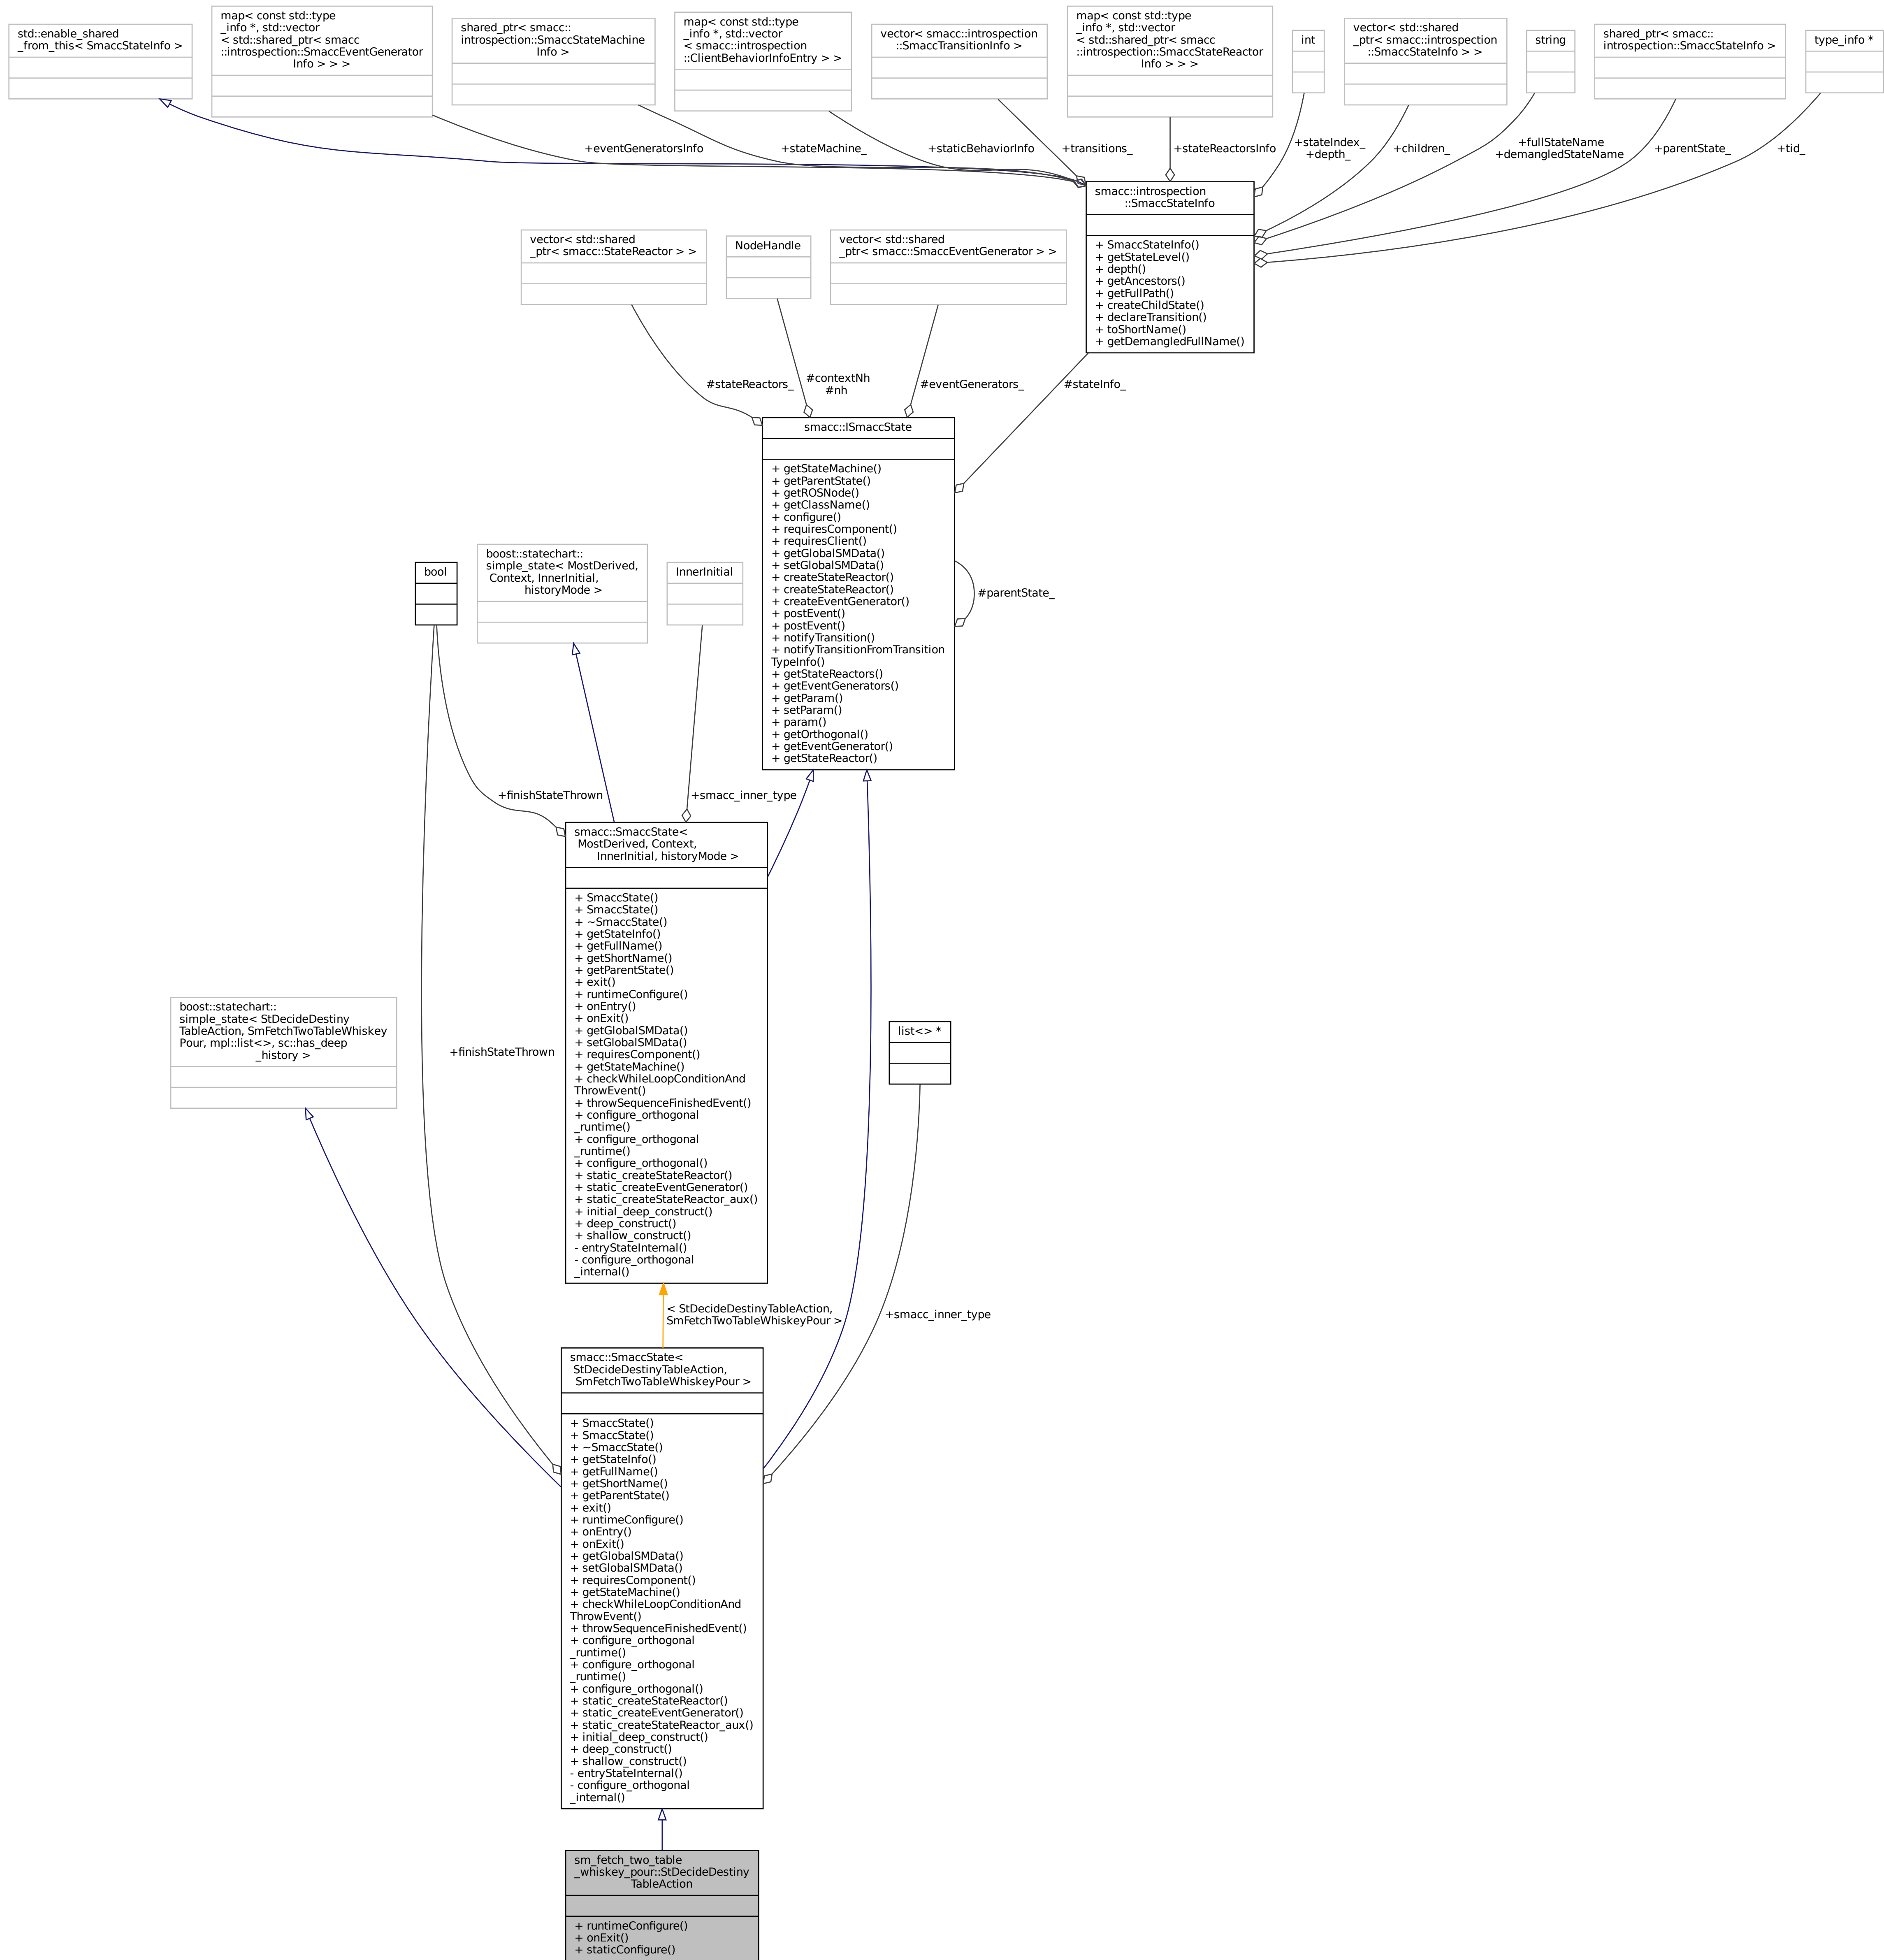 std::enable_shared
_from_this< SmaccStateInfo >
map< const std::type
_info *, std::vector
< std::shared_ptr< smacc
::introspection::SmaccEventGenerator
Info > > >
shared_ptr< smacc::
introspection::SmaccStateMachine
Info >
map< const std::type
_info *, std::vector
< smacc::introspection
::ClientBehaviorInfoEntry > >
vector< smacc::introspection
::SmaccTransitionInfo >
map< const std::type
_info *, std::vector
< std::shared_ptr< smacc
::introspection::SmaccStateReactor
Info > > >
int
vector< std::shared
_ptr< smacc::introspection
::SmaccStateInfo > >
string
shared_ptr< smacc::
introspection::SmaccStateInfo >
type_info *
+eventGeneratorsInfo
+stateMachine_
+staticBehaviorInfo
+transitions_
+stateReactorsInfo
+stateIndex_
+depth_
+children_
+fullStateName
+demangledStateName
+parentState_
+tid_
smacc::introspection
::SmaccStateInfo
+ SmaccStateInfo()
+ getStateLevel()
+ depth()
+ getAncestors()
+ getFullPath()
+ createChildState()
+ declareTransition()
+ toShortName()
+ getDemangledFullName()
vector< std::shared
_ptr< smacc::StateReactor > >
NodeHandle
vector< std::shared
_ptr< smacc::SmaccEventGenerator > >
#stateReactors_
#contextNh
#nh
#eventGenerators_
#stateInfo_
smacc::ISmaccState
+ getStateMachine()
+ getParentState()
+ getROSNode()
+ getClassName()
+ configure()
+ requiresComponent()
+ requiresClient()
+ getGlobalSMData()
+ setGlobalSMData()
+ createStateReactor()
+ createStateReactor()
+ createEventGenerator()
+ postEvent()
+ postEvent()
+ notifyTransition()
+ notifyTransitionFromTransition
TypeInfo()
+ getStateReactors()
+ getEventGenerators()
+ getParam()
+ setParam()
+ param()
+ getOrthogonal()
+ getEventGenerator()
+ getStateReactor()
#parentState_
bool
boost::statechart::
simple_state< MostDerived,
Context, InnerInitial,
historyMode >
InnerInitial
+finishStateThrown
+smacc_inner_type
smacc::SmaccState<
MostDerived, Context,
InnerInitial, historyMode >
+ SmaccState()
+ SmaccState()
+ ~SmaccState()
+ getStateInfo()
+ getFullName()
+ getShortName()
+ getParentState()
+ exit()
+ runtimeConfigure()
+ onEntry()
+ onExit()
+ getGlobalSMData()
+ setGlobalSMData()
+ requiresComponent()
+ getStateMachine()
+ checkWhileLoopConditionAnd
ThrowEvent()
+ throwSequenceFinishedEvent()
+ configure_orthogonal
_runtime()
+ configure_orthogonal
_runtime()
+ configure_orthogonal()
+ static_createStateReactor()
+ static_createEventGenerator()
+ static_createStateReactor_aux()
+ initial_deep_construct()
+ deep_construct()
+ shallow_construct()
- entryStateInternal()
- configure_orthogonal
_internal()
boost::statechart::
simple_state< StDecideDestiny
TableAction, SmFetchTwoTableWhiskey
Pour, mpl::list<>, sc::has_deep
_history >
+finishStateThrown
list<> *
< StDecideDestinyTableAction,
SmFetchTwoTableWhiskeyPour >
+smacc_inner_type
smacc::SmaccState<
StDecideDestinyTableAction,
SmFetchTwoTableWhiskeyPour >
+ SmaccState()
+ SmaccState()
+ ~SmaccState()
+ getStateInfo()
+ getFullName()
+ getShortName()
+ getParentState()
+ exit()
+ runtimeConfigure()
+ onEntry()
+ onExit()
+ getGlobalSMData()
+ setGlobalSMData()
+ requiresComponent()
+ getStateMachine()
+ checkWhileLoopConditionAnd
ThrowEvent()
+ throwSequenceFinishedEvent()
+ configure_orthogonal
_runtime()
+ configure_orthogonal
_runtime()
+ configure_orthogonal()
+ static_createStateReactor()
+ static_createEventGenerator()
+ static_createStateReactor_aux()
+ initial_deep_construct()
+ deep_construct()
+ shallow_construct()
- entryStateInternal()
- configure_orthogonal
_internal()
sm_fetch_two_table
_whiskey_pour::StDecideDestiny
TableAction
+ runtimeConfigure()
+ onExit()
+ staticConfigure()